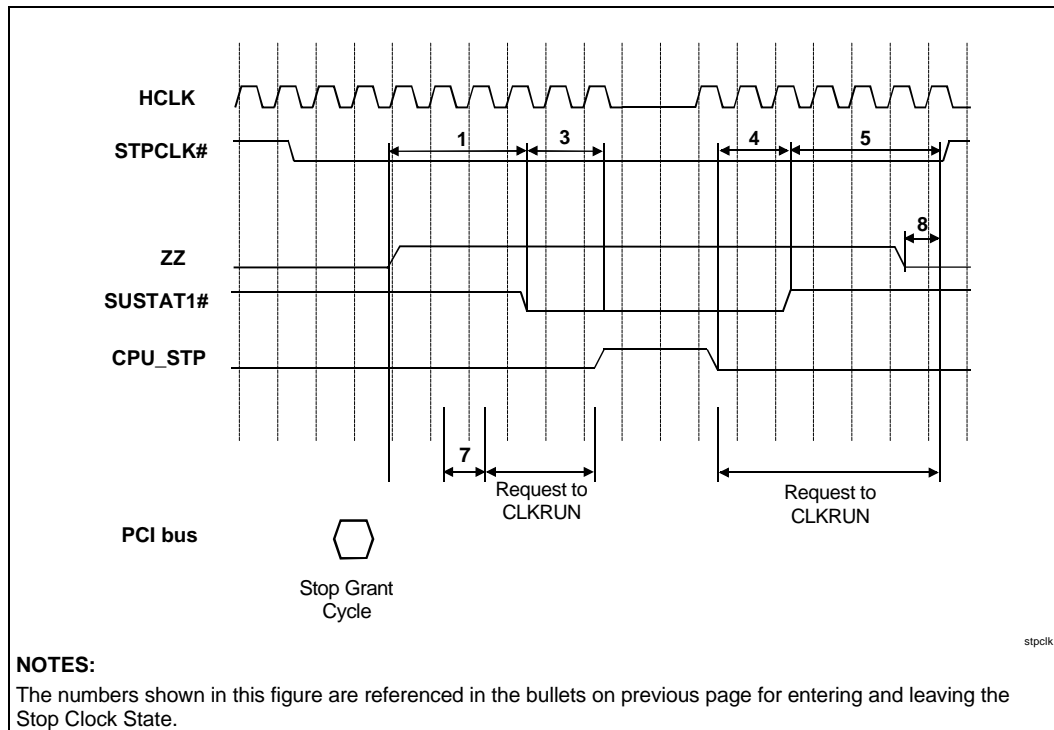 HCLK
STPCLK#
1
3
4
5
8
ZZ
SUSTAT1#
CPU_STP
7
Request to
CLKRUN
Request to
CLKRUN
PCI bus
Stop Grant
Cycle
stpclk
NOTES:
The numbers shown in this figure are referenced in the bullets on previous page for entering and leaving the
Stop Clock State.